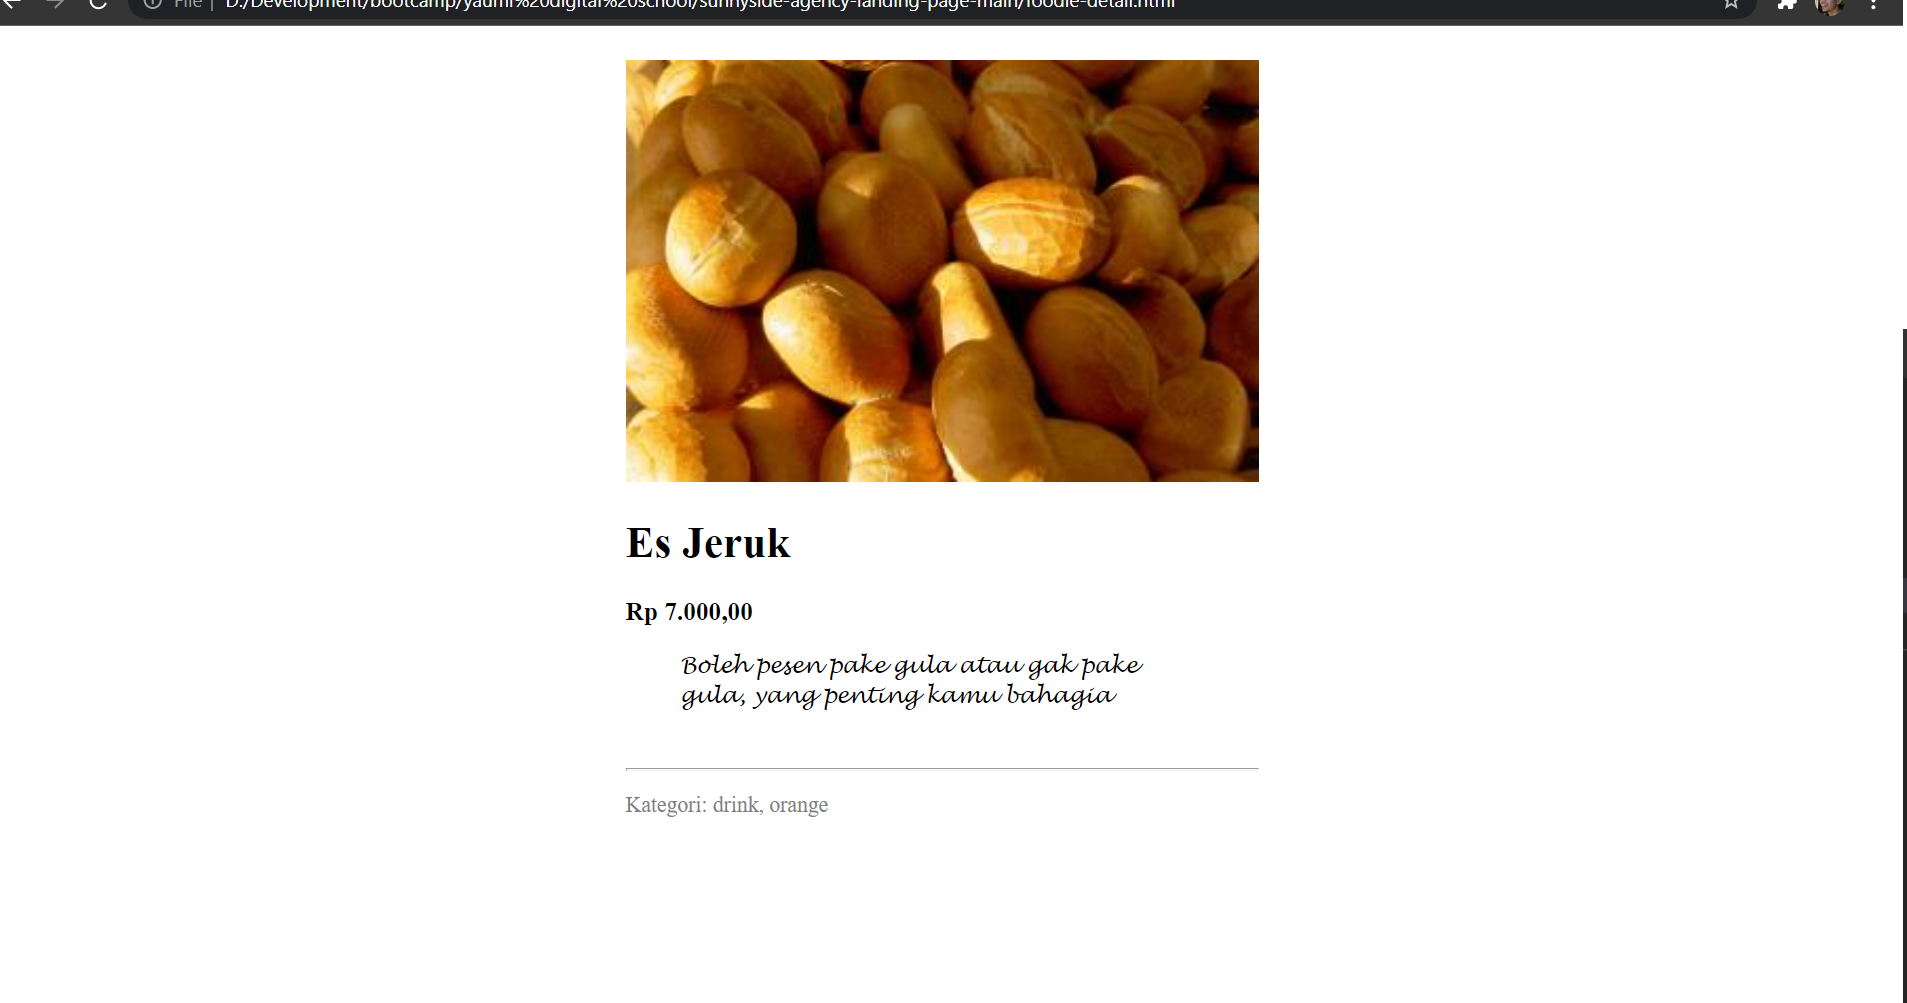 File | D:/Development/bootcamp/yaumi%20digital%20school/sunnyside-agency-landing-page-main/foodie-detail.html
Es Jeruk
Rp 7.000,00
Boleh pesen pake gula atau gak pake
gula, yang penting kamu bahagia
Kategori: drink, orange